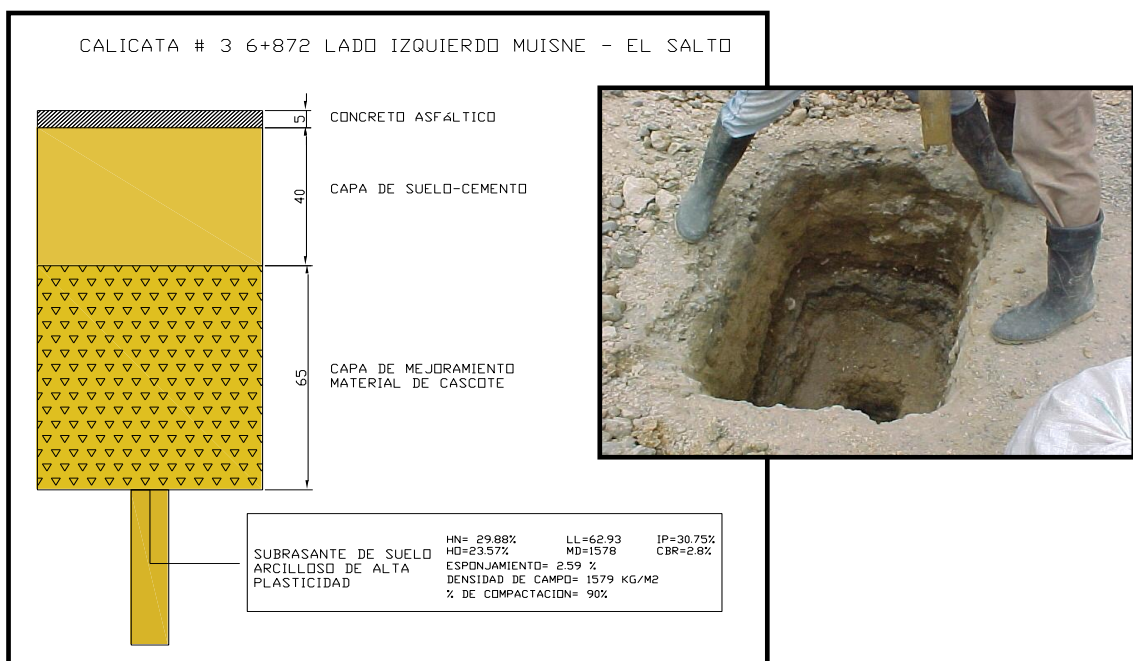 CALICATA # 3 6+872 LADO IZQUIERDO MUISNE - EL SALTO
5
CONCRETO ASFáLTICO
40
CAPA DE SUELO-CEMENTO
65
CAPA DE MEJORAMIENTO
MATERIAL DE CASCOTE
SUBRASANTE DE SUELO
ARCILLOSO DE ALTA
PLASTICIDAD
HN= 29.88% LL=62.93 IP=30.75%
HO=23.57% MD=1578 CBR=2.8%
ESPONJAMIENTO= 2.59 %
DENSIDAD DE CAMPO= 1579 KG/M2
% DE COMPACTACION= 90%